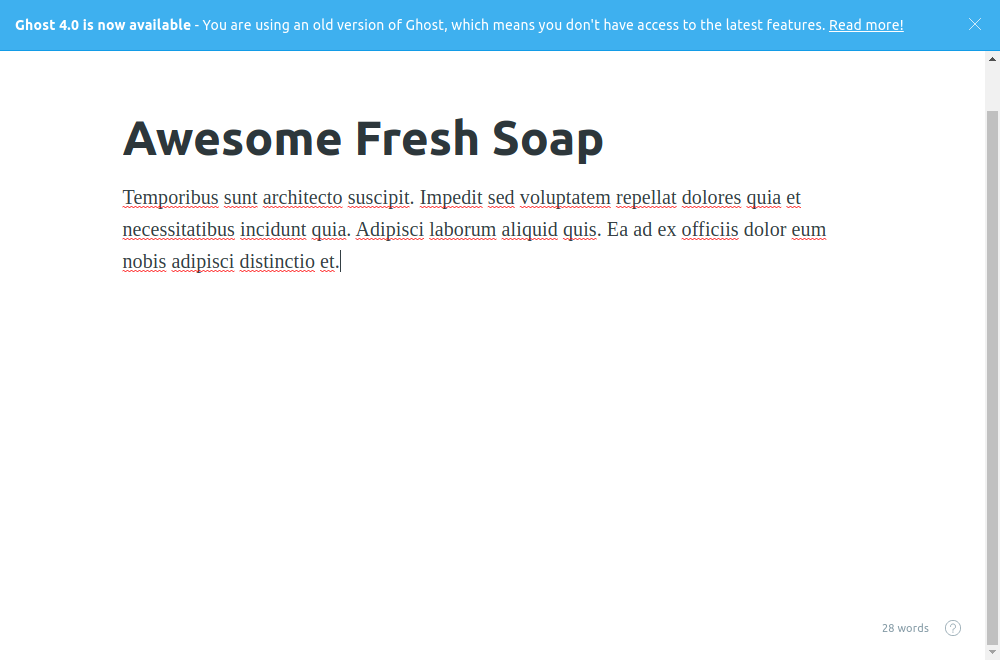 Ghost 4.0 is now available - You are using an old version of Ghost, which means you don't have access to the latest features. Read more!
Awesome Fresh Soap
Temporibus sunt architecto suscipit. Impedit sed voluptatem repellat dolores quia et
necessitatibus incidunt quia. Adipisci laborum aliquid quis. Ea ad ex officiis dolor eum
nobis adipisci distinctio et.
28 words ?